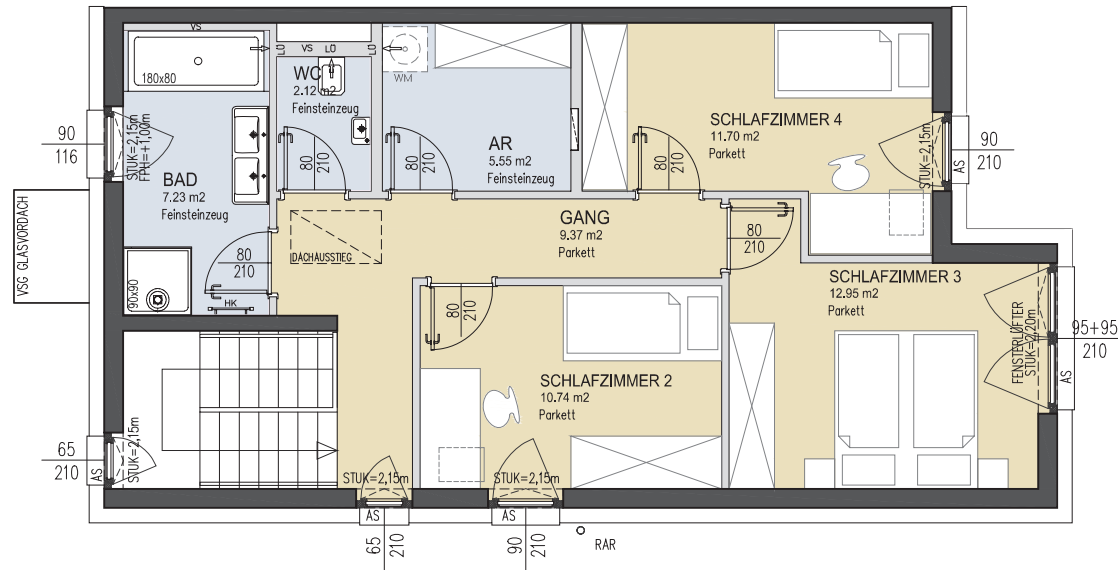 VS
180x80
STUK=2,15m
FPH=+1,00m
90
116
BAD
7.23 m2
Feinsteinzeug
LÜ
VS
LÜ
LÜ
WC
2.12 m2
Feinsteinzeug
80
210
WM
AR
5.55 m2
Feinsteinzeug
80
210
SCHLAFZIMMER 4
11.70 m2
Parkett
80
210
STUK=2,15m
AS
90
210
VSG GLASVORDACH
DACHAUSSTIEG
GANG
9.37 m2
Parkett
80
210
80
210
90x90
HK
SCHLAFZIMMER 3
12.95 m2
Parkett
FENSTERLÜFTER
STUK=2,20m
95+95
210
AS
80
210
SCHLAFZIMMER 2
10.74 m2
Parkett
65
210
AS
STUK=2,15m
STUK=2,15m
STUK=2,15m
AS
AS
65
210
90
210
RAR